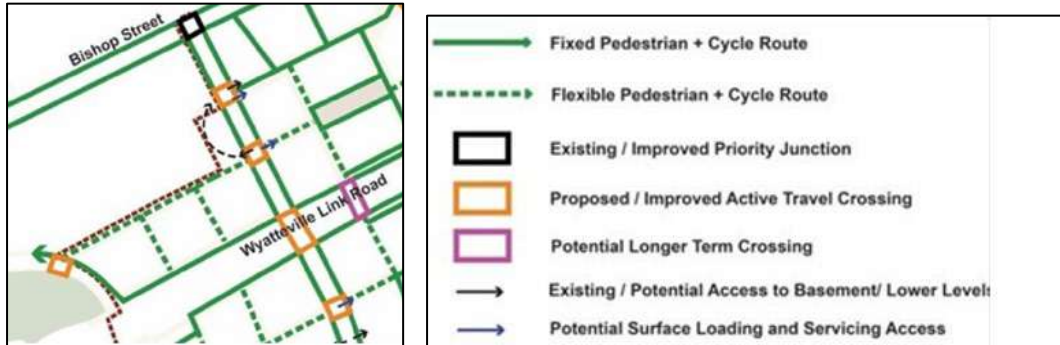 Bishop Street
Wyatteville Link Road
Fixed Pedestrian + Cycle Route
Flexible Pedestrian + Cycle Route
Existing / Improved Priority Junction
Proposed / Improved Active Travel Crossing
Potential Longer Term Crossing
Existing / Potential Access to Basement/ Lower Levels
Potential Surface Loading and Servicing Access